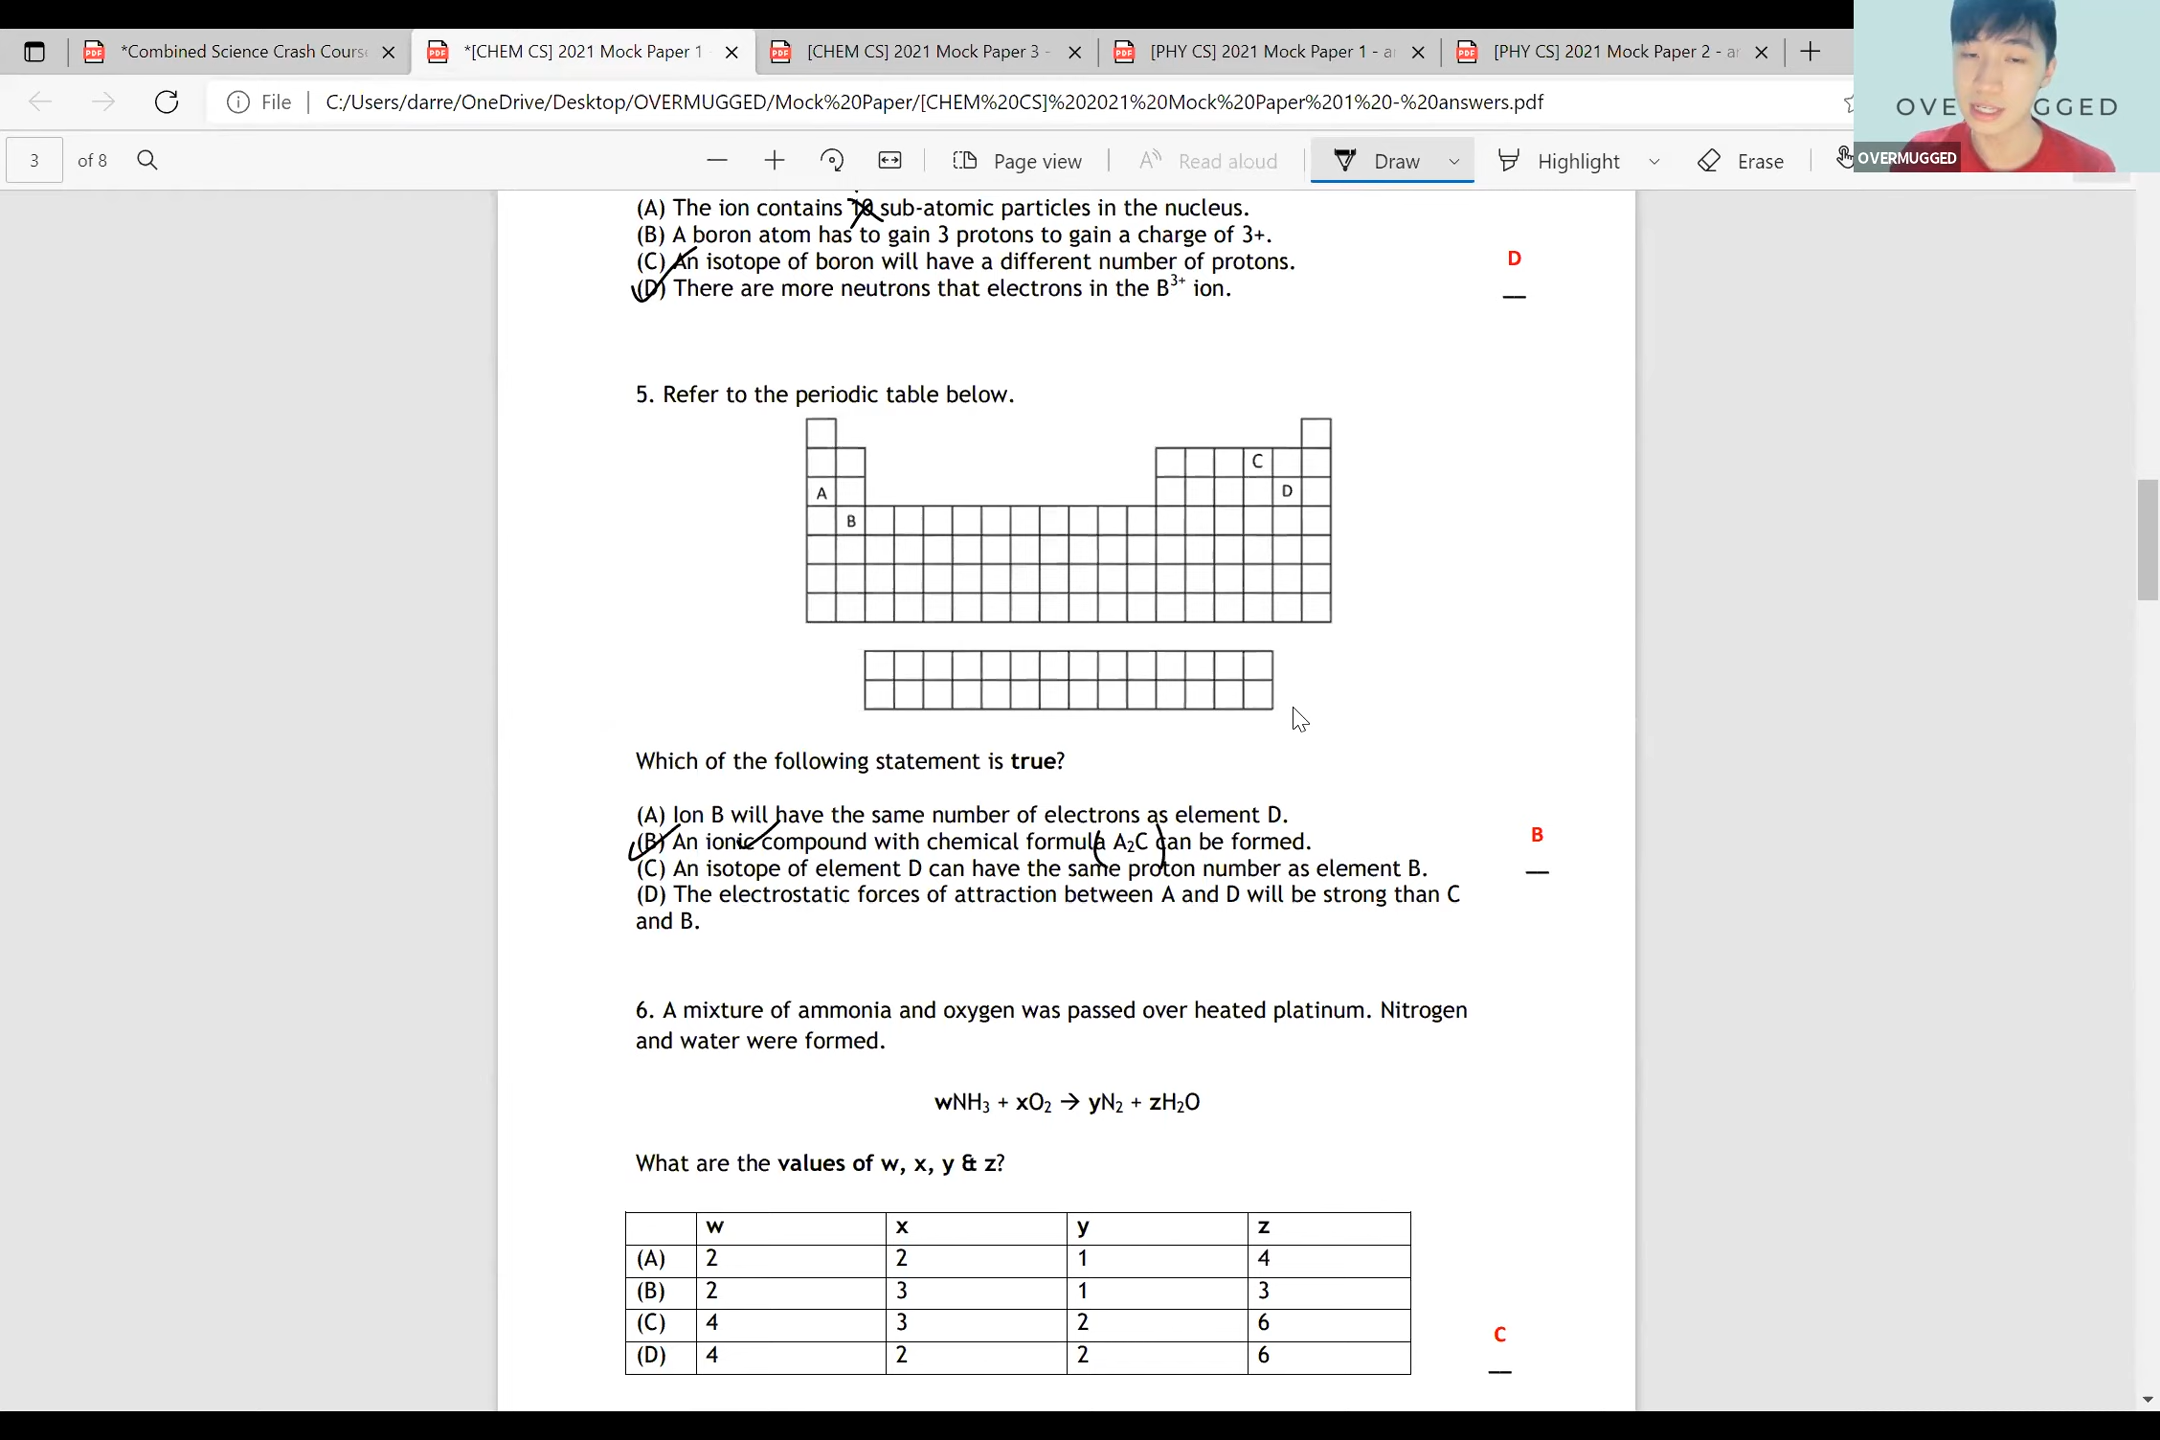 *Combined Science Crash Cours
*[CHEM CS] 2021 Mock Paper 1
[CHEM CS] 2021 Mock Paper 3 -
[PHY CS] 2021 Mock Paper 1 - a
[PHY CS] 2021 Mock Paper 2 - a
File
C:/Users/darre/OneDrive/Desktop/OVERMUGGED/Mock%20Paper/[CHEM%20CS]%202021%20Mock%20Paper%201%20-%20answers.pdf
OVE GGED
OVERMUGGED
3 of 8
Page view
Read aloud
Draw
Highlight
Erase
(A) The ion contains 10 sub-atomic particles in the nucleus.
(B) A boron atom has to gain 3 protons to gain a charge of 3+.
(C) An isotope of boron will have a different number of protons.
(D) There are more neutrons that electrons in the B³⁺ ion.
D
5. Refer to the periodic table below.
C
A D
B
Which of the following statement is true?
(A) Ion B will have the same number of electrons as element D.
(B) An ionic compound with chemical formula A₂C can be formed.
(C) An isotope of element D can have the same proton number as element B.
(D) The electrostatic forces of attraction between A and D will be strong than C
and B.
B
6. A mixture of ammonia and oxygen was passed over heated platinum. Nitrogen
and water were formed.
wNH₃ + xO₂ → yN₂ + zH₂O
What are the values of w, x, y & z?
w x y z
(A) 2 2 1 4
(B) 2 3 1 3
(C) 4 3 2 6
(D) 4 2 2 6
C